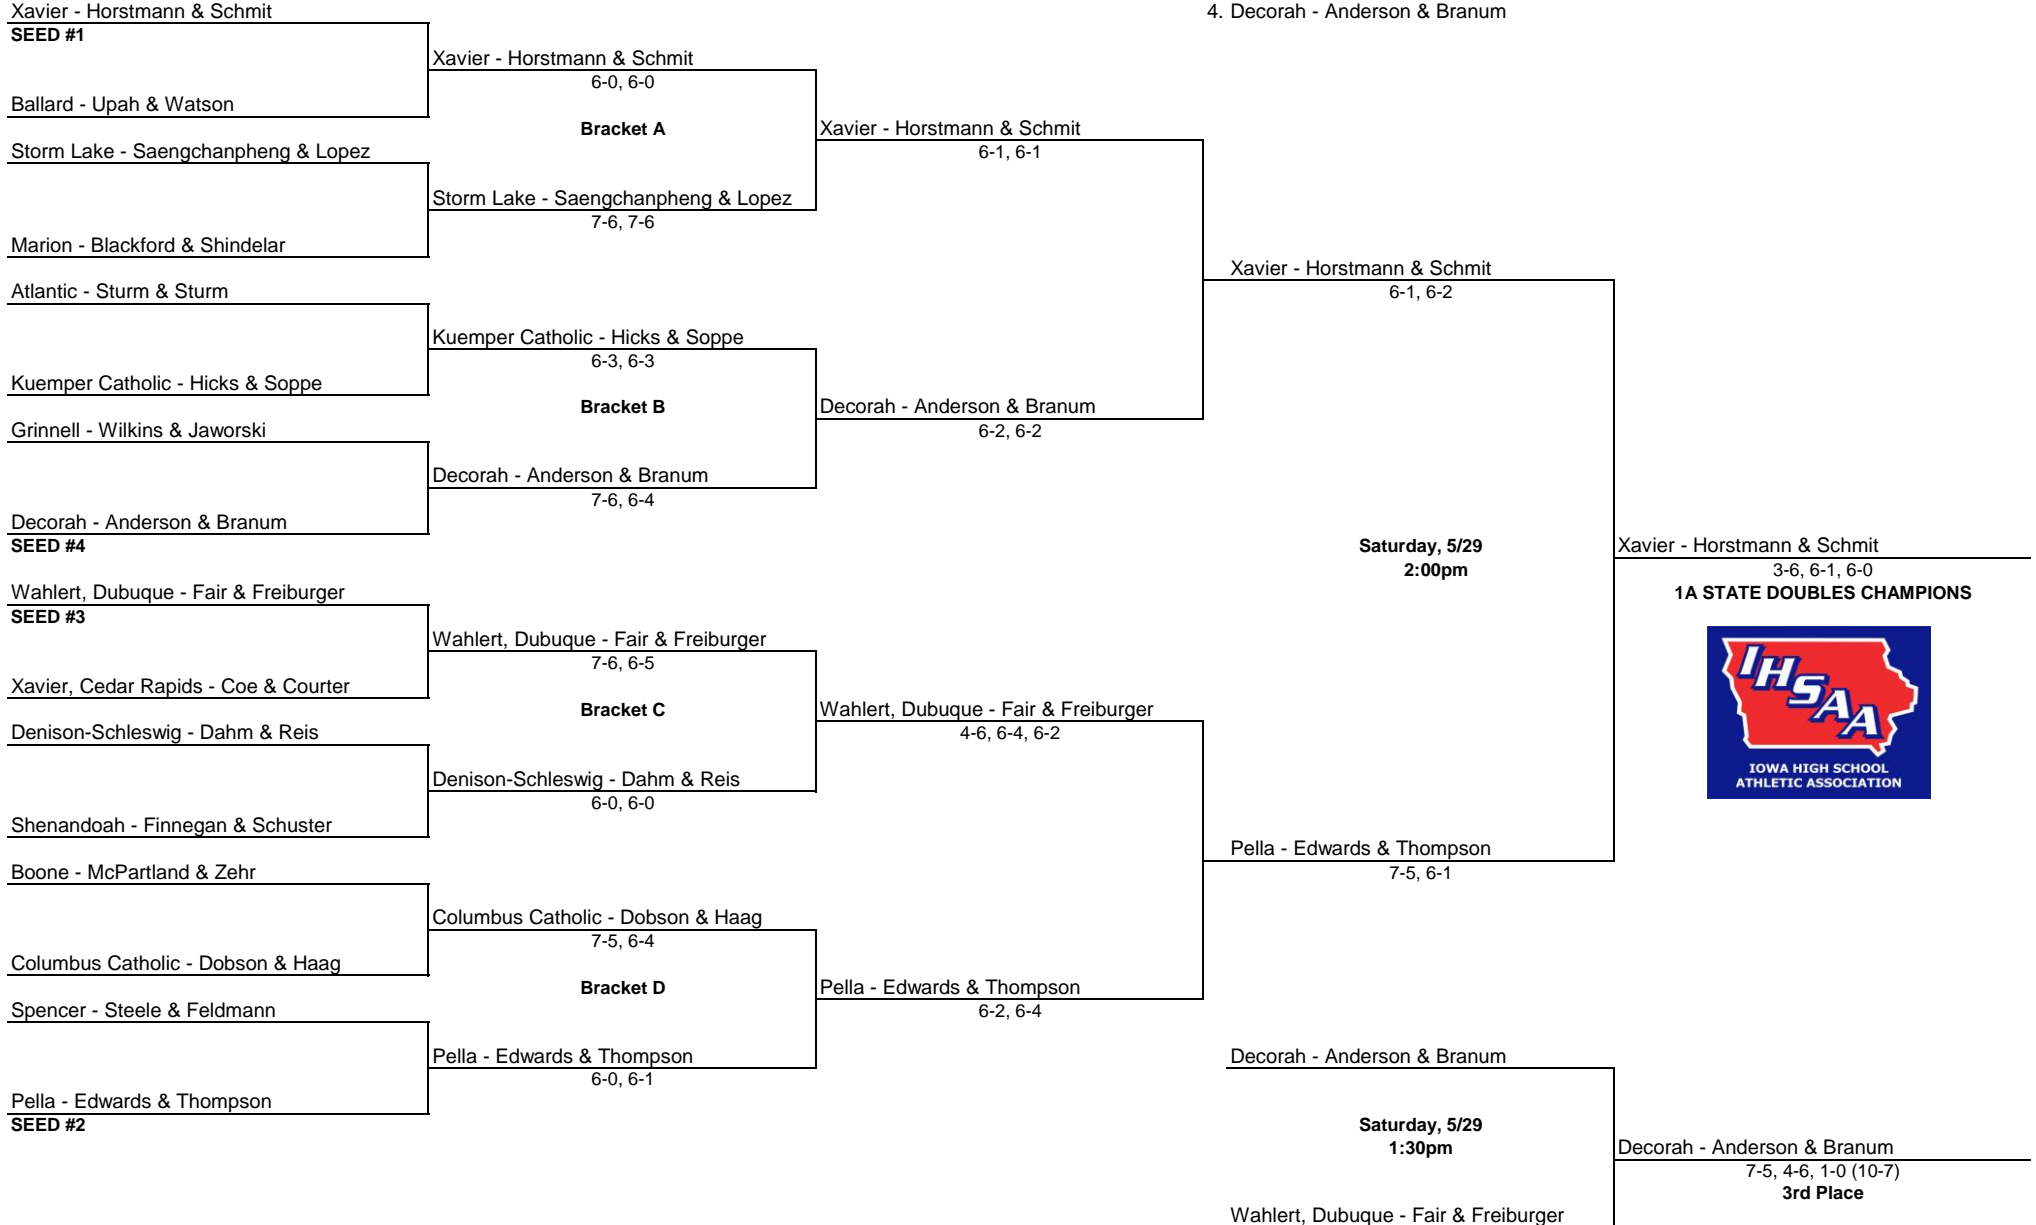 Xavier - Horstmann & Schmit
4. Decorah - Anderson & Branum
SEED #1
Xavier - Horstmann & Schmit
6-0, 6-0
Ballard - Upah & Watson
Bracket A
Xavier - Horstmann & Schmit
6-1, 6-1
Storm Lake - Saengchanpheng & Lopez
Storm Lake - Saengchanpheng & Lopez
7-6, 7-6
Marion - Blackford & Shindelar
Xavier - Horstmann & Schmit
6-1, 6-2
Atlantic - Sturm & Sturm
Kuemper Catholic - Hicks & Soppe
6-3, 6-3
Kuemper Catholic - Hicks & Soppe
Bracket B
Decorah - Anderson & Branum
6-2, 6-2
Grinnell - Wilkins & Jaworski
Decorah - Anderson & Branum
7-6, 6-4
Decorah - Anderson & Branum
SEED #4
Saturday, 5/29
2:00pm
Xavier - Horstmann & Schmit
3-6, 6-1, 6-0
1A STATE DOUBLES CHAMPIONS
Wahlert, Dubuque - Fair & Freiburger
SEED #3
Wahlert, Dubuque - Fair & Freiburger
7-6, 6-5
IHSAA
IOWA HIGH SCHOOL
ATHLETIC ASSOCIATION
Xavier, Cedar Rapids - Coe & Courter
Bracket C
Wahlert, Dubuque - Fair & Freiburger
4-6, 6-4, 6-2
Denison-Schleswig - Dahm & Reis
Denison-Schleswig - Dahm & Reis
6-0, 6-0
Shenandoah - Finnegan & Schuster
Pella - Edwards & Thompson
7-5, 6-1
Boone - McPartland & Zehr
Columbus Catholic - Dobson & Haag
7-5, 6-4
Columbus Catholic - Dobson & Haag
Bracket D
Pella - Edwards & Thompson
6-2, 6-4
Spencer - Steele & Feldmann
Pella - Edwards & Thompson
6-0, 6-1
Decorah - Anderson & Branum
Pella - Edwards & Thompson
SEED #2
Saturday, 5/29
1:30pm
Decorah - Anderson & Branum
7-5, 4-6, 1-0 (10-7)
3rd Place
Wahlert, Dubuque - Fair & Freiburger